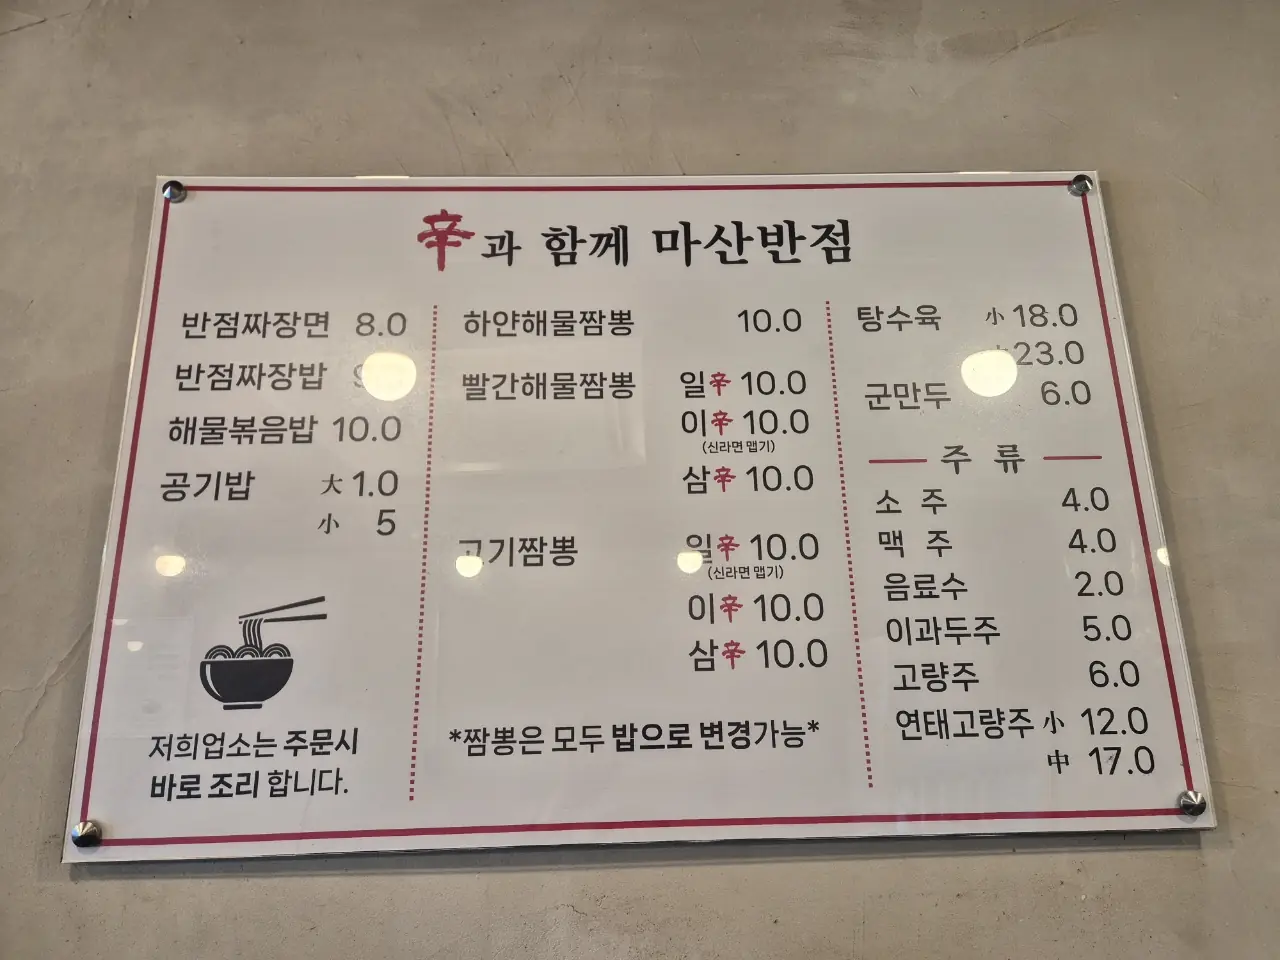 辛과 함께 마산반점
반점짜장면 8.0
반점짜장밥
해물볶음밥 10.0
공기밥 大 1.0
小 5
저희업소는 주문시
바로 조리 합니다.
하얀해물짬뽕 10.0
빨간해물짬뽕 일辛 10.0
이辛 10.0
(신라면 맵기)
삼辛 10.0
고기짬뽕 일辛 10.0
(신라면 맵기)
이辛 10.0
삼辛 10.0
*짬뽕은 모두 밥으로 변경가능*
탕수육 小 18.0
23.0
군만두 6.0
주 류
소 주 4.0
맥 주 4.0
음료수 2.0
이과두주 5.0
고량주 6.0
연태고량주 小 12.0
中 17.0